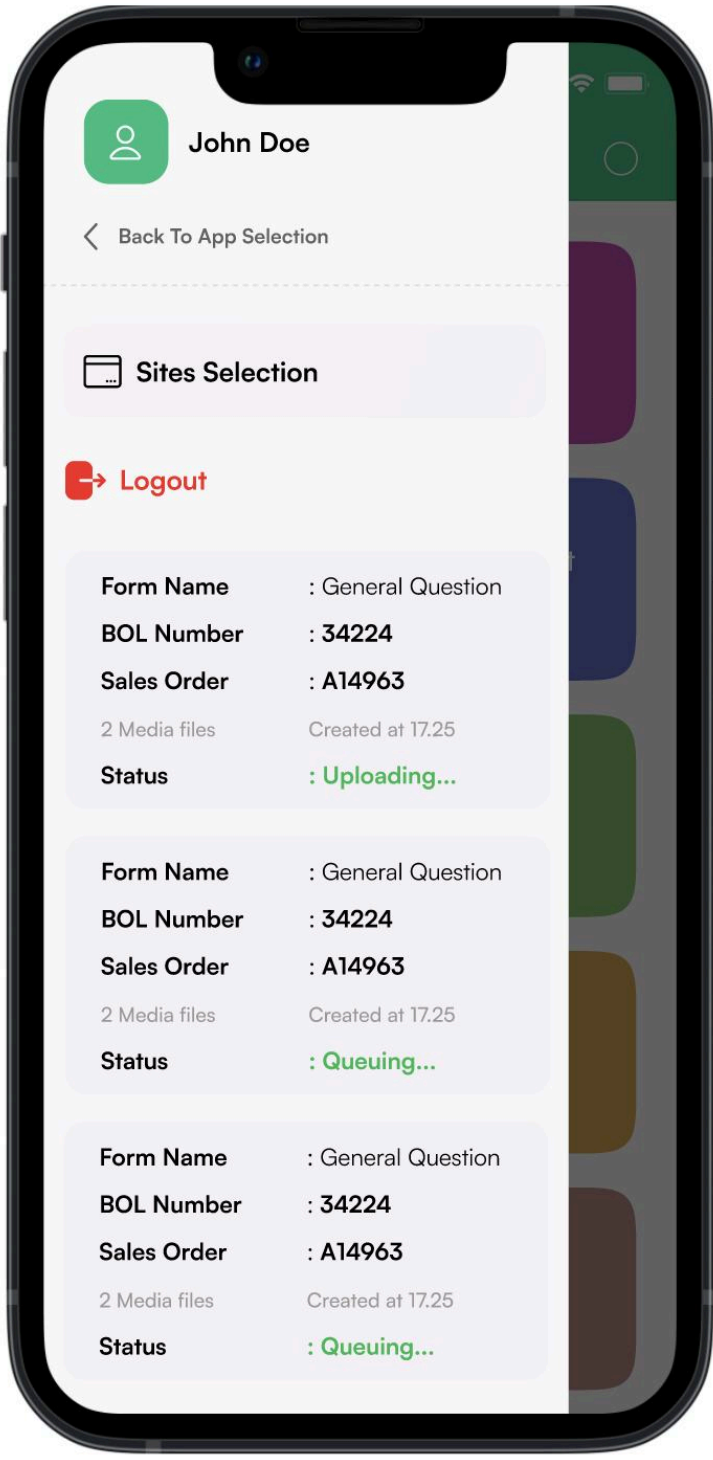 John Doe
Back To App Selection
Sites Selection
Logout
Form Name : General Question
BOL Number : 34224
Sales Order : A14963
2 Media files Created at 17.25
Status : Uploading...
Form Name : General Question
BOL Number : 34224
Sales Order : A14963
2 Media files Created at 17.25
Status : Queuing...
Form Name : General Question
BOL Number : 34224
Sales Order : A14963
2 Media files Created at 17.25
Status : Queuing...